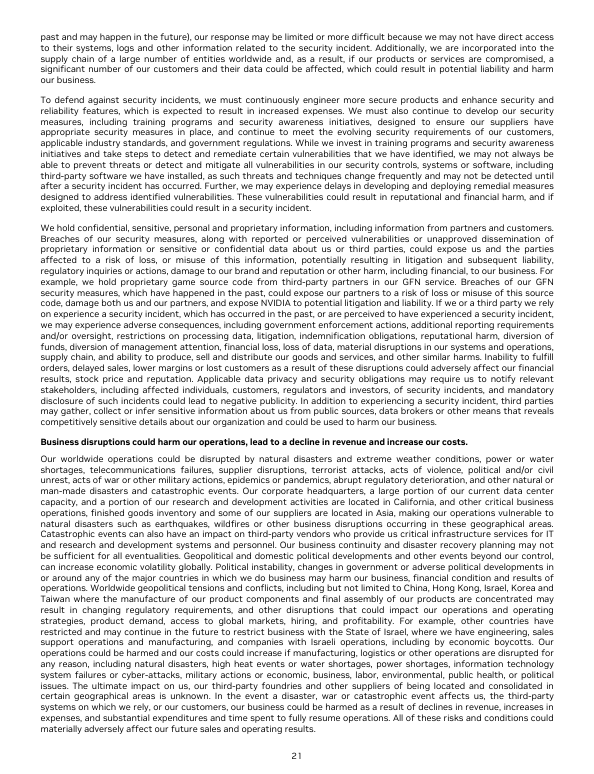 past and may happen in the future), our response may be limited or more difficult because we may not have direct access
to their systems, logs and other information related to the security incident. Additionally, we are incorporated into the
supply chain of a large number of entities worldwide and, as a result, if our products or services are compromised, a
significant number of our customers and their data could be affected, which could result in potential liability and harm
our business.
To defend against security incidents, we must continuously engineer more secure products and enhance security and
reliability features, which is expected to result in increased expenses. We must also continue to develop our security
measures, including training programs and security awareness initiatives, designed to ensure our suppliers have
appropriate security measures in place, and continue to meet the evolving security requirements of our customers,
applicable industry standards, and government regulations. While we invest in training programs and security awareness
initiatives and take steps to detect and remediate certain vulnerabilities that we have identified, we may not always be
able to prevent threats or detect and mitigate all vulnerabilities in our security controls, systems or software, including
third-party software we have installed, as such threats and techniques change frequently and may not be detected until
after a security incident has occurred. Further, we may experience delays in developing and deploying remedial measures
designed to address identified vulnerabilities. These vulnerabilities could result in reputational and financial harm, and if
exploited, these vulnerabilities could result in a security incident.
We hold confidential, sensitive, personal and proprietary information, including information from partners and customers.
Breaches of our security measures, along with reported or perceived vulnerabilities or unapproved dissemination of
proprietary information or sensitive or confidential data about us or third parties, could expose us and the parties
affected to a risk of loss, or misuse of this information, potentially resulting in litigation and subsequent liability,
regulatory inquiries or actions, damage to our brand and reputation or other harm, including financial, to our business. For
example, we hold proprietary game source code from third-party partners in our GFN service. Breaches of our GFN
security measures, which have happened in the past, could expose our partners to a risk of loss or misuse of this source
code, damage both us and our partners, and expose NVIDIA to potential litigation and liability. If we or a third party we rely
on experience a security incident, which has occurred in the past, or are perceived to have experienced a security incident,
we may experience adverse consequences, including government enforcement actions, additional reporting requirements
and/or oversight, restrictions on processing data, litigation, indemnification obligations, reputational harm, diversion of
funds, diversion of management attention, financial loss, loss of data, material disruptions in our systems and operations,
supply chain, and ability to produce, sell and distribute our goods and services, and other similar harms. Inability to fulfill
orders, delayed sales, lower margins or lost customers as a result of these disruptions could adversely affect our financial
results, stock price and reputation. Applicable data privacy and security obligations may require us to notify relevant
stakeholders, including affected individuals, customers, regulators and investors, of security incidents, and mandatory
disclosure of such incidents could lead to negative publicity. In addition to experiencing a security incident, third parties
may gather, collect or infer sensitive information about us from public sources, data brokers or other means that reveals
competitively sensitive details about our organization and could be used to harm our business.
Business disruptions could harm our operations, lead to a decline in revenue and increase our costs.
Our worldwide operations could be disrupted by natural disasters and extreme weather conditions, power or water
shortages, telecommunications failures, supplier disruptions, terrorist attacks, acts of violence, political and/or civil
unrest, acts of war or other military actions, epidemics or pandemics, abrupt regulatory deterioration, and other natural or
man-made disasters and catastrophic events. Our corporate headquarters, a large portion of our current data center
capacity, and a portion of our research and development activities are located in California, and other critical business
operations, finished goods inventory and some of our suppliers are located in Asia, making our operations vulnerable to
natural disasters such as earthquakes, wildfires or other business disruptions occurring in these geographical areas.
Catastrophic events can also have an impact on third-party vendors who provide us critical infrastructure services for IT
and research and development systems and personnel. Our business continuity and disaster recovery planning may not
be sufficient for all eventualities. Geopolitical and domestic political developments and other events beyond our control,
can increase economic volatility globally. Political instability, changes in government or adverse political developments in
or around any of the major countries in which we do business may harm our business, financial condition and results of
operations. Worldwide geopolitical tensions and conflicts, including but not limited to China, Hong Kong, Israel, Korea and
Taiwan where the manufacture of our product components and final assembly of our products are concentrated may
result in changing regulatory requirements, and other disruptions that could impact our operations and operating
strategies, product demand, access to global markets, hiring, and profitability. For example, other countries have
restricted and may continue in the future to restrict business with the State of Israel, where we have engineering, sales
support operations and manufacturing, and companies with Israeli operations, including by economic boycotts. Our
operations could be harmed and our costs could increase if manufacturing, logistics or other operations are disrupted for
any reason, including natural disasters, high heat events or water shortages, power shortages, information technology
system failures or cyber-attacks, military actions or economic, business, labor, environmental, public health, or political
issues. The ultimate impact on us, our third-party foundries and other suppliers of being located and consolidated in
certain geographical areas is unknown. In the event a disaster, war or catastrophic event affects us, the third-party
systems on which we rely, or our customers, our business could be harmed as a result of declines in revenue, increases in
expenses, and substantial expenditures and time spent to fully resume operations. All of these risks and conditions could
materially adversely affect our future sales and operating results.
21